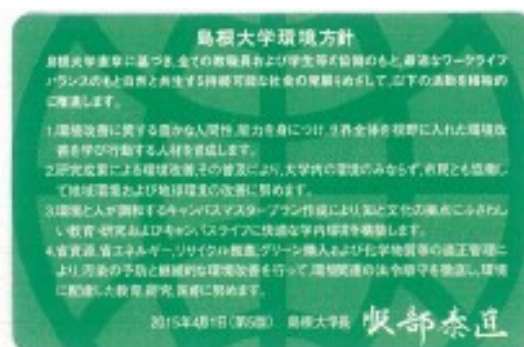 島根大学環境方針
島根大学憲章に基づき、全ての教職員および学生等の協働のもと、最適なワークライフ
バランスのもと自然と共生する持続可能な社会の発展をめざして、以下の活動を積極的
に推進します。
1.環境改善に資する豊かな人間性、能力を身につけ、世界全体を視野に入れた環境改
善を学び行動する人材を育成します。
2.研究成果による環境改善、その普及により、大学内の環境のみならず、市民とも協働し
て地域環境および地球環境の改善に努めます。
3.環境と人が調和するキャンパスマスタープラン作成により、知と文化の拠点にふさわし
い教育・研究およびキャンパスライフに快適な学内環境を構築します。
4.省資源、省エネルギー、リサイクル推進、グリーン購入および化学物質等の適正管理に
より、汚染の予防と継続的な環境改善を行って、環境関連の法令順守を徹底し、環境
に配慮した教育、研究、医療に努めます。
2015年4月1日(第5版) 島根大学長 服部泰直